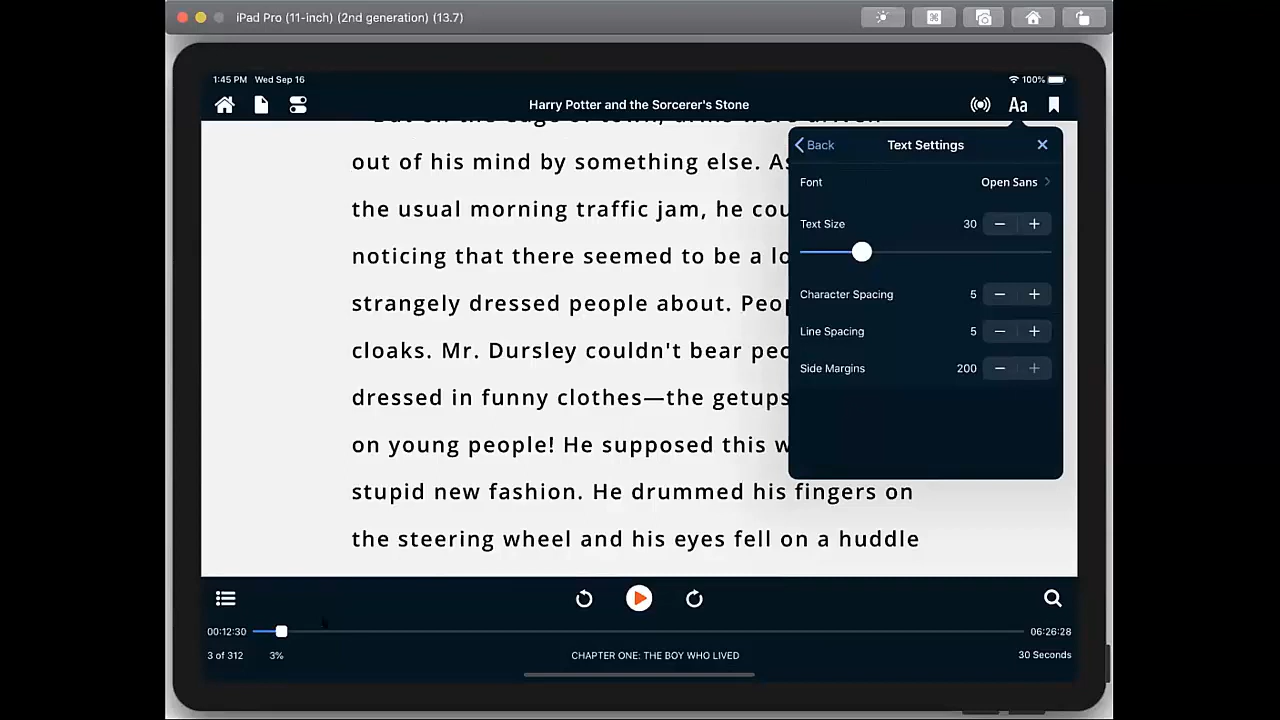 iPad Pro (11-inch) (2nd generation) (13.7)
1:45 PM Wed Sep 16
100%
Harry Potter and the Sorcerer's Stone
Aa
out of his mind by something else. As
the usual morning traffic jam, he
noticing that there seemed to be a
strangely dressed people about.
cloaks. Mr. Dursley couldn't bear
dressed in funny clothes—the getups
on young people! He supposed this
stupid new fashion. He drummed his fingers on
the steering wheel and his eyes fell on a huddle
Back
Text Settings
Font Open Sans
Text Size 30 − +
Character Spacing 5 − +
Line Spacing 5 − +
Side Margins 200 − +
00:12:30
06:26:28
3 of 312 3%
CHAPTER ONE: THE BOY WHO LIVED
30 Seconds